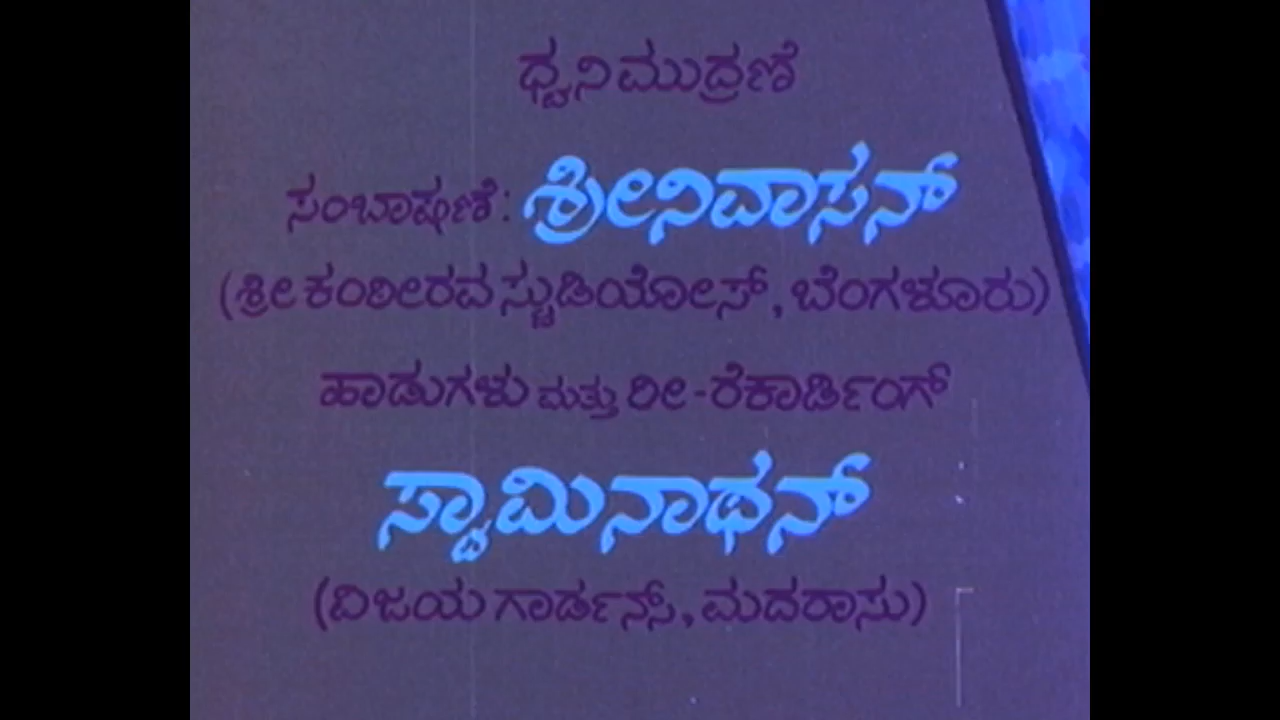 ಧ್ವನಿಮುದ್ರಣೆ
ಸಂಬಾಷಣೆ: ಶ್ರೀನಿವಾಸನ್
(ಶ್ರೀ ಕಂಠೀರವ ಸ್ಟುಡಿಯೋಸ್, ಬೆಂಗಳೂರು)
ಹಾಡುಗಳು ಮತ್ತು ರೀ-ರೆಕಾರ್ಡಿಂಗ್
ಸ್ವಾಮಿನಾಥನ್
(ವಿಜಯ ಗಾರ್ಡನ್ಸ್, ಮದರಾಸು)